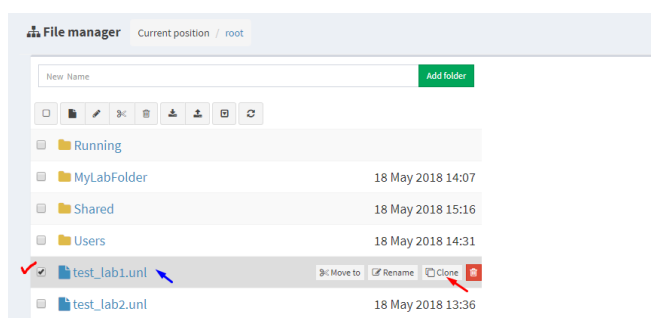 File manager Current position / root
New Name Add folder
Running
MyLabFolder 18 May 2018 14:07
Shared 18 May 2018 15:16
Users 18 May 2018 14:31
test_lab1.unl Move to Rename Clone
test_lab2.unl 18 May 2018 13:36